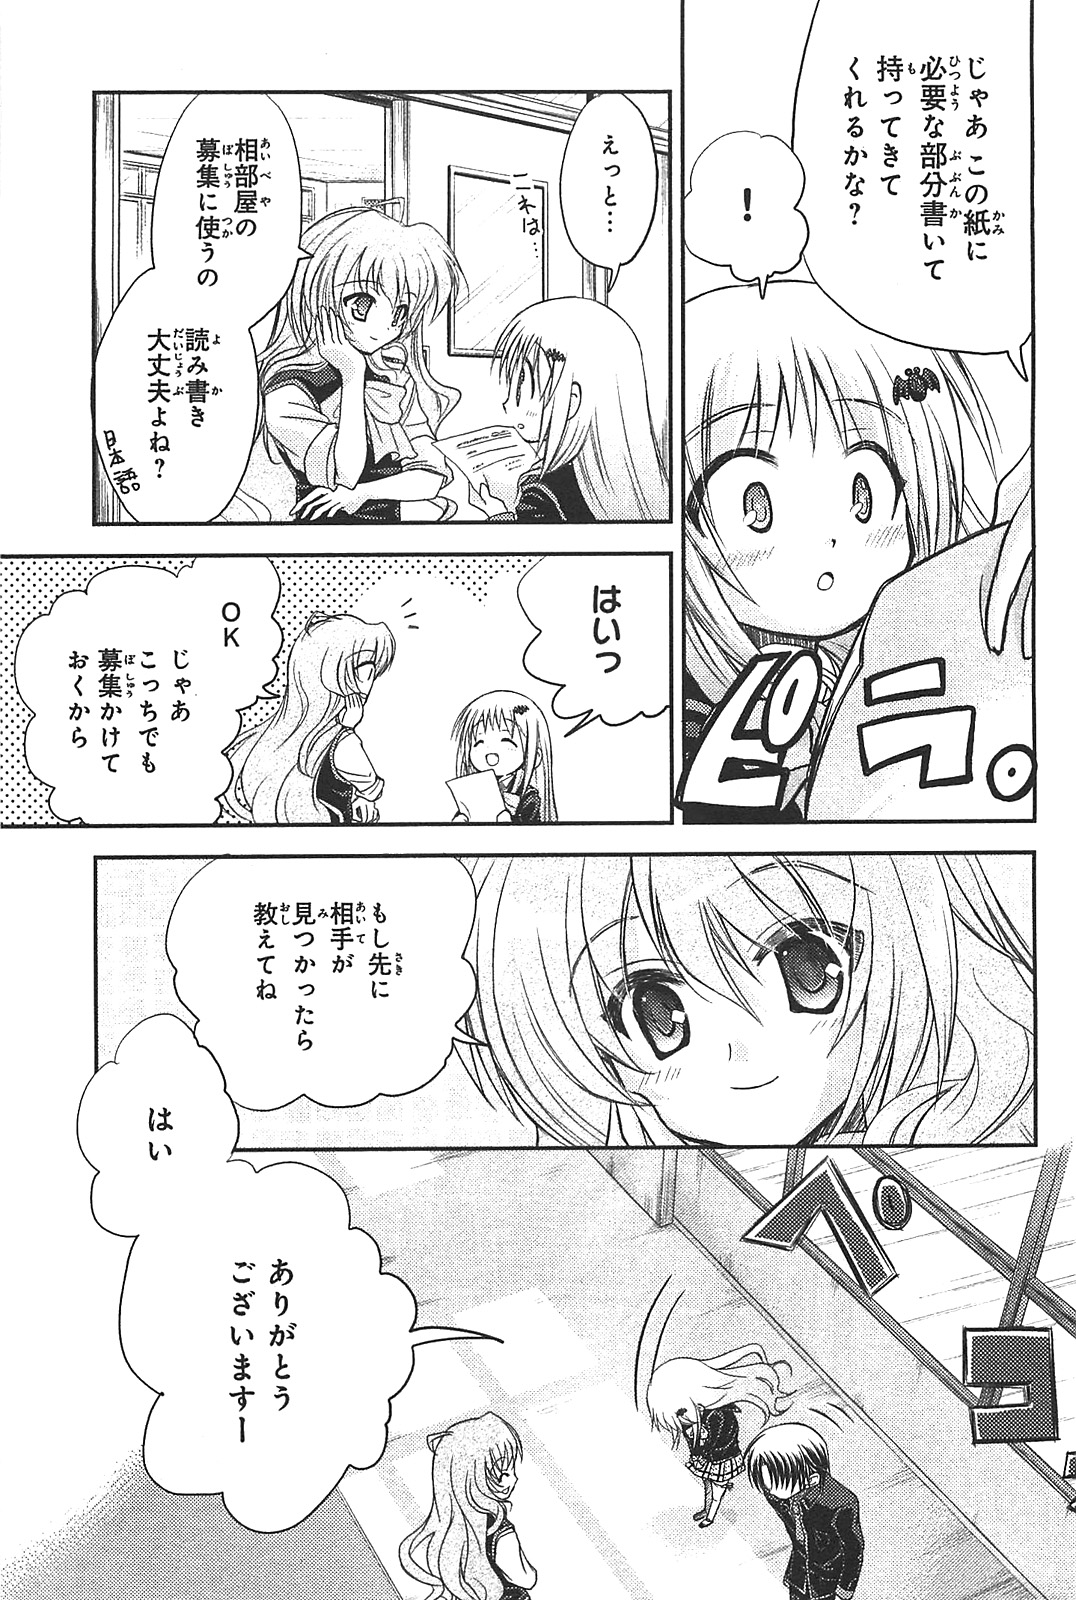 じゃあ この紙に
必要な部分書いて
持ってきて
くれるかな？
！
ピラ。
えっと…
ニネは…
相部屋の
募集に使うの
読み書き
大丈夫よね？
日本語
はいっ
OK
じゃあ
こっちでも
募集かけて
おくから
もし先に
相手が
見つかったら
教えてね
はい
ありがとう
ございますー
ペコ